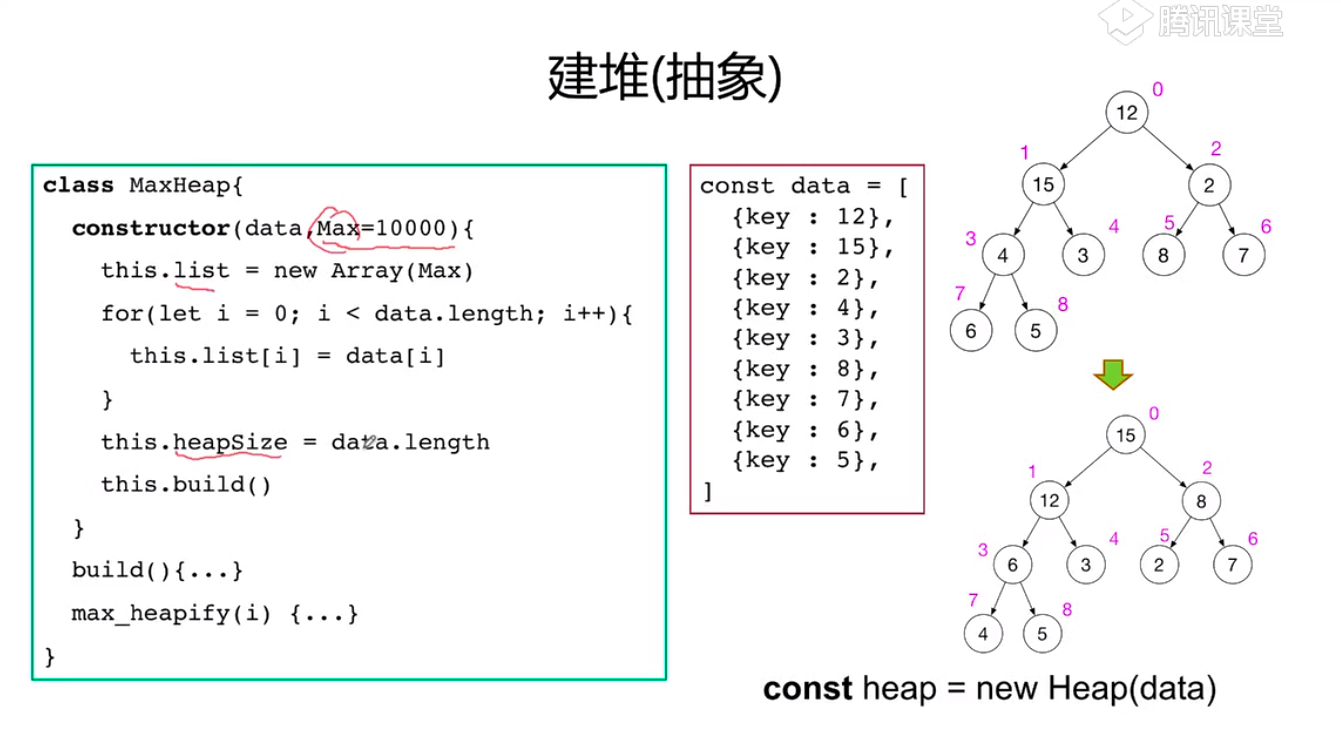 腾讯课堂
建堆(抽象)
class MaxHeap{
constructor(data,Max=10000){
this.list = new Array(Max)
for(let i = 0; i < data.length; i++){
this.list[i] = data[i]
}
this.heapSize = data.length
this.build()
}
build(){...}
max_heapify(i) {...}
}
const data = [
{key : 12},
{key : 15},
{key : 2},
{key : 4},
{key : 3},
{key : 8},
{key : 7},
{key : 6},
{key : 5},
]
0
12
1 2
15 2
3 4 5 6
4 3 8 7
7 8
6 5
0
15
1 2
12 8
3 4 5 6
6 3 2 7
7 8
4 5
const heap = new Heap(data)